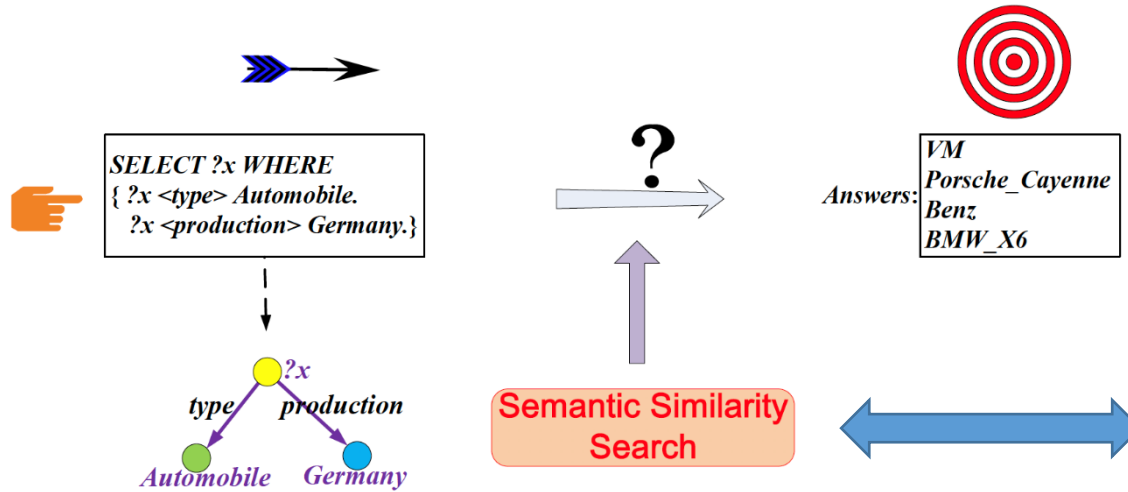 SELECT ?x WHERE
{ ?x <type> Automobile.
?x <production> Germany.}
?
Answers:
VM
Porsche_Cayenne
Benz
BMW_X6
?x
type
production
Automobile
Germany
Semantic Similarity
Search